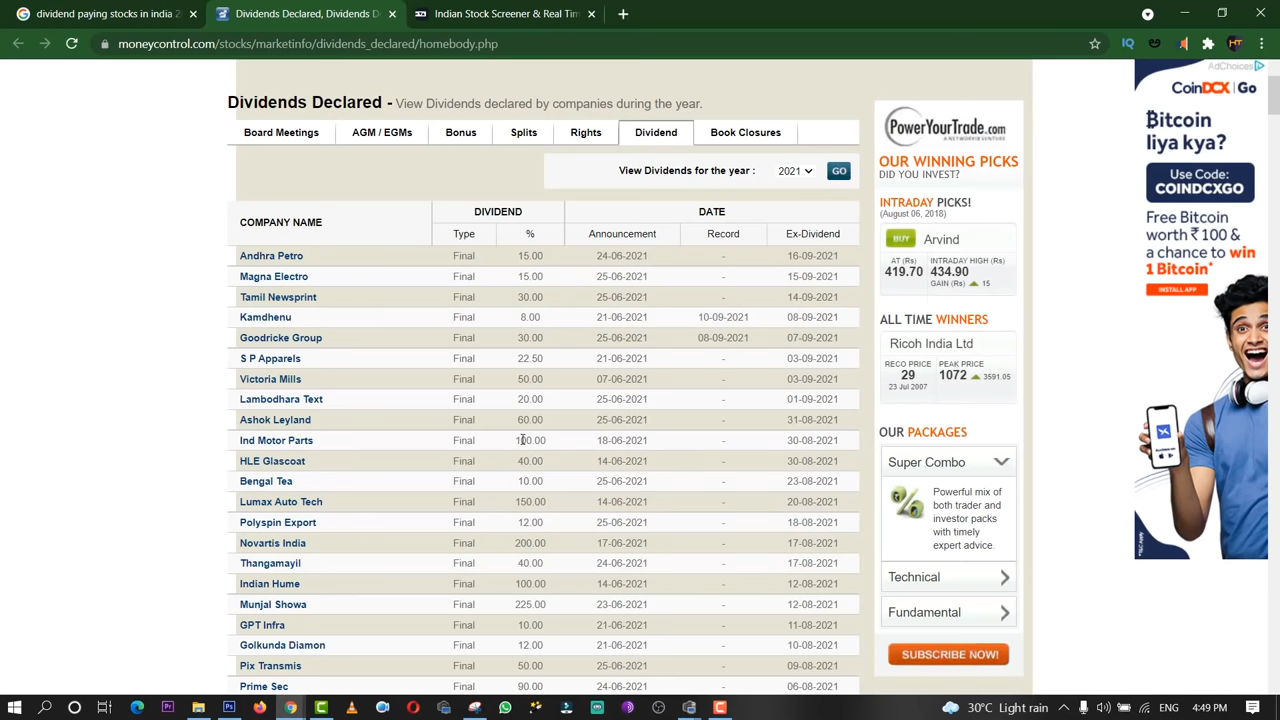 dividend paying stocks in india 2
Dividends Declared, Dividends D
Indian Stock Screener & Real Tim
moneycontrol.com/stocks/marketinfo/dividends_declared/homebody.php
Dividends Declared - View Dividends declared by companies during the year.
Board Meetings AGM / EGMs Bonus Splits Rights Dividend Book Closures
View Dividends for the year : 2021 GO
COMPANY NAME DIVIDEND DATE
Type % Announcement Record Ex-Dividend
Andhra Petro Final 15.00 24-06-2021 - 16-09-2021
Magna Electro Final 15.00 25-06-2021 - 15-09-2021
Tamil Newsprint Final 30.00 25-06-2021 - 14-09-2021
Kamdhenu Final 8.00 21-06-2021 10-09-2021 08-09-2021
Goodricke Group Final 30.00 25-06-2021 08-09-2021 07-09-2021
S P Apparels Final 22.50 21-06-2021 - 03-09-2021
Victoria Mills Final 50.00 07-06-2021 - 03-09-2021
Lambodhara Text Final 20.00 25-06-2021 - 01-09-2021
Ashok Leyland Final 60.00 25-06-2021 - 31-08-2021
Ind Motor Parts Final 100.00 18-06-2021 - 30-08-2021
HLE Glascoat Final 40.00 14-06-2021 - 30-08-2021
Bengal Tea Final 10.00 25-06-2021 - 23-08-2021
Lumax Auto Tech Final 150.00 14-06-2021 - 20-08-2021
Polyspin Export Final 12.00 25-06-2021 - 18-08-2021
Novartis India Final 200.00 17-06-2021 - 17-08-2021
Thangamayil Final 40.00 24-06-2021 - 17-08-2021
Indian Hume Final 100.00 14-06-2021 - 12-08-2021
Munjal Showa Final 225.00 23-06-2021 - 12-08-2021
GPT Infra Final 10.00 21-06-2021 - 11-08-2021
Golkunda Diamon Final 12.00 21-06-2021 - 10-08-2021
Pix Transmis Final 50.00 25-06-2021 - 09-08-2021
Prime Sec Final 90.00 24-06-2021 - 06-08-2021
PowerYourTrade.com
A NETWORK18 VENTURE
OUR WINNING PICKS
DID YOU INVEST?
INTRADAY PICKS!
(August 06, 2018)
BUY Arvind
AT (Rs) INTRADAY HIGH (Rs)
419.70 434.90
GAIN (Rs) 15
ALL TIME WINNERS
Ricoh India Ltd
RECO PRICE PEAK PRICE
29 1072 3591.05
23 Jul 2007
OUR PACKAGES
Super Combo
Powerful mix of
both trader and
investor packs
with timely
expert advice.
Technical
Fundamental
SUBSCRIBE NOW!
AdChoices
CoinDCX Go
Bitcoin
liya kya?
Use Code:
COINDCXGO
Free Bitcoin
worth ₹ 100 &
a chance to win
1 Bitcoin*
INSTALL APP
30°C Light rain
4:49 PM